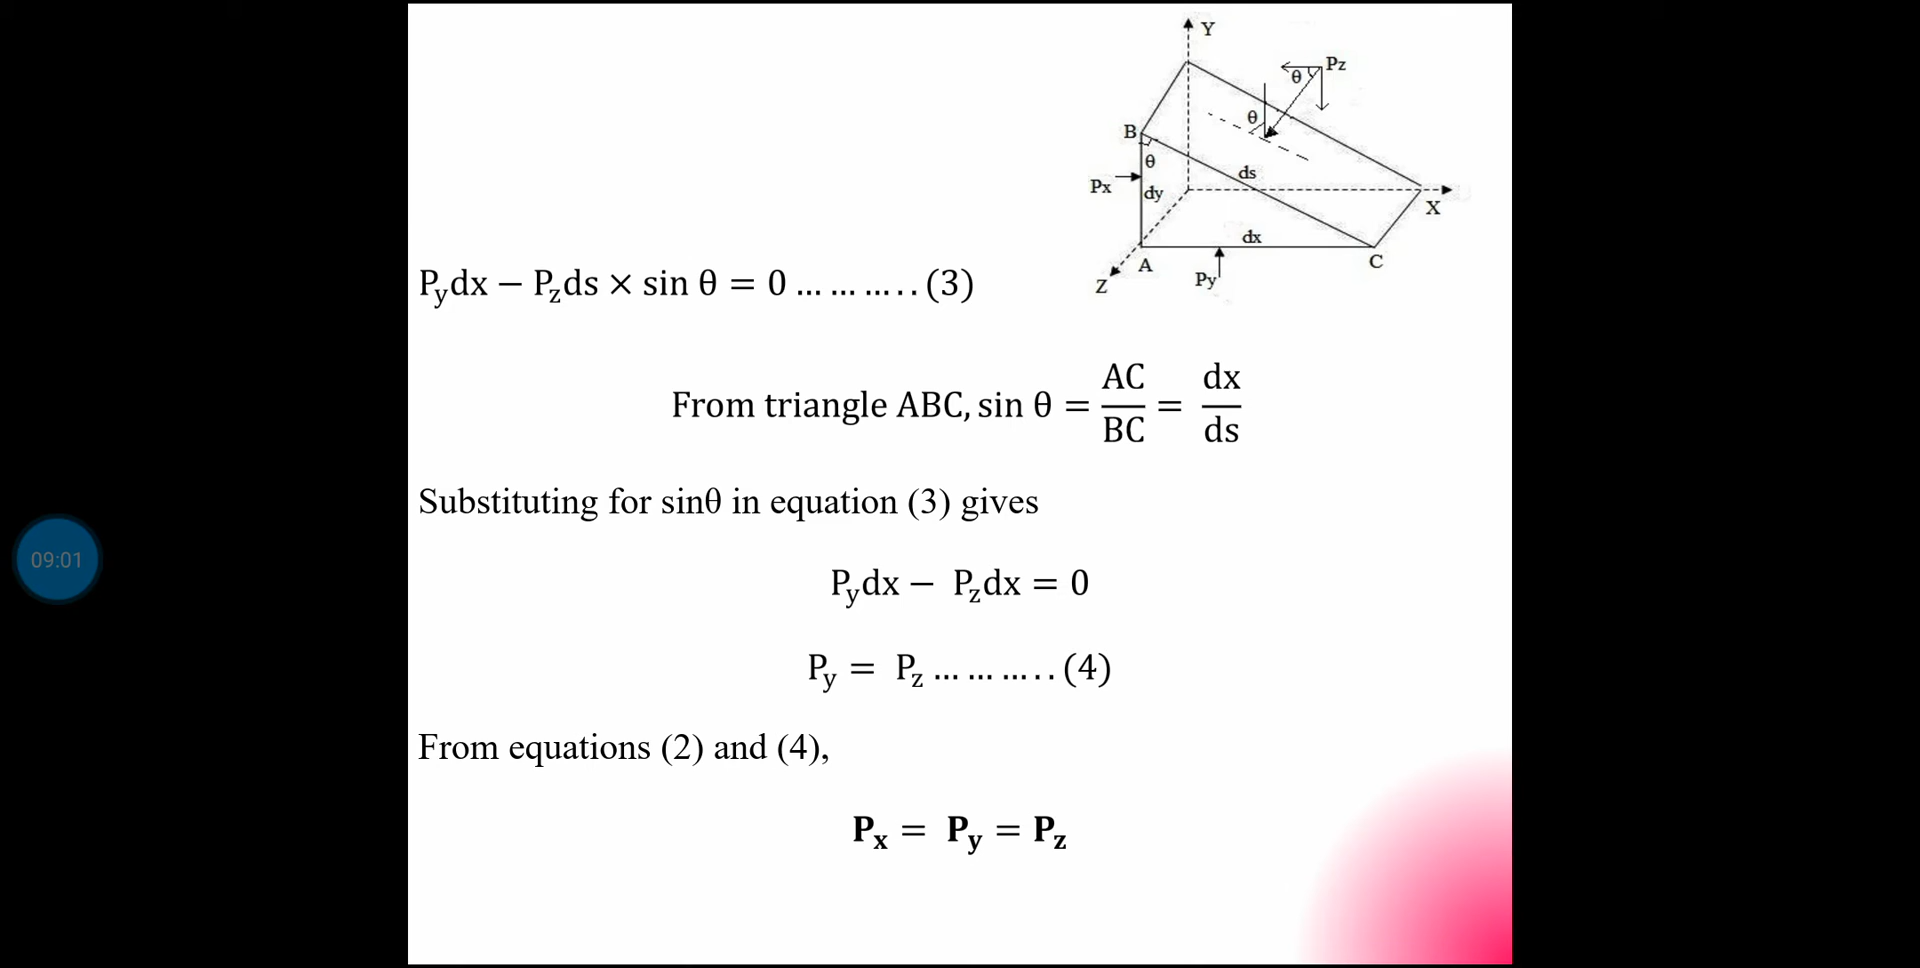 Y
Pz
θ
θ
B
θ
ds
Px
dy
X
dx
A
C
Z
Py
Pydx − Pzds × sin θ = 0 … … … . . (3)
From triangle ABC, sin θ = AC/BC = dx/ds
Substituting for sinθ in equation (3) gives
09:01
Pydx − Pzdx = 0
Py = Pz … … … . . (4)
From equations (2) and (4),
Px = Py = Pz